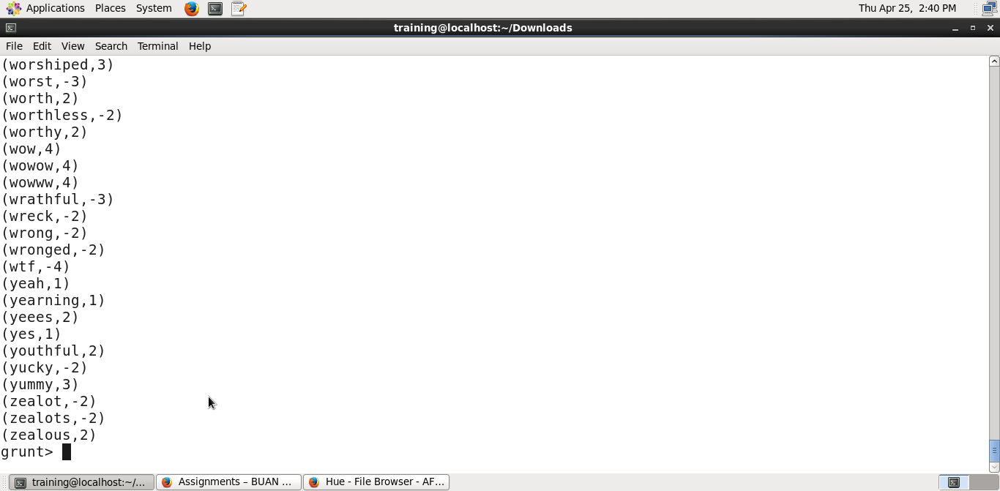 Applications Places System Thu Apr 25, 2:40 PM
training@localhost:~/Downloads
File Edit View Search Terminal Help
(worshiped,3)
(worst,-3)
(worth,2)
(worthless,-2)
(worthy,2)
(wow,4)
(wowow,4)
(wowww,4)
(wrathful,-3)
(wreck,-2)
(wrong,-2)
(wronged,-2)
(wtf,-4)
(yeah,1)
(yearning,1)
(yeees,2)
(yes,1)
(youthful,2)
(yucky,-2)
(yummy,3)
(zealot,-2)
(zealots,-2)
(zealous,2)
grunt>
training@localhost:~/... Assignments – BUAN ... Hue - File Browser - AF...